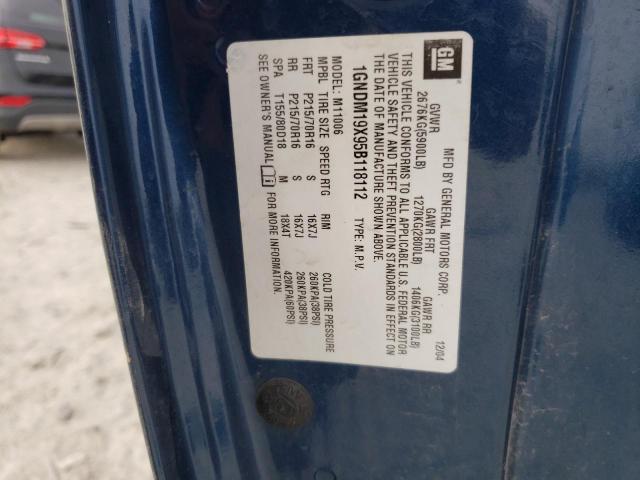 GM
MFD BY GENERAL MOTORS CORP. 12/04
GVWR GAWR FRT GAWR RR
2676KG(5900LB) 1270KG(2800LB) 1406KG(3100LB)
THIS VEHICLE CONFORMS TO ALL APPLICABLE U.S. FEDERAL MOTOR
VEHICLE SAFETY AND THEFT PREVENTION STANDARDS IN EFFECT ON
THE DATE OF MANUFACTURE SHOWN ABOVE.
1GNDM19X95B118112 TYPE: M.P.V.
MODEL: M11006
MPBL TIRE SIZE SPEED RTG RIM COLD TIRE PRESSURE
FRT P215/70R16 S 16X7J 260KPA(38PSI)
RR P215/70R16 S 16X7J 260KPA(38PSI)
SPA T155/80D18 M 18X4T 420KPA(60PSI)
SEE OWNER'S MANUAL FOR MORE INFORMATION.